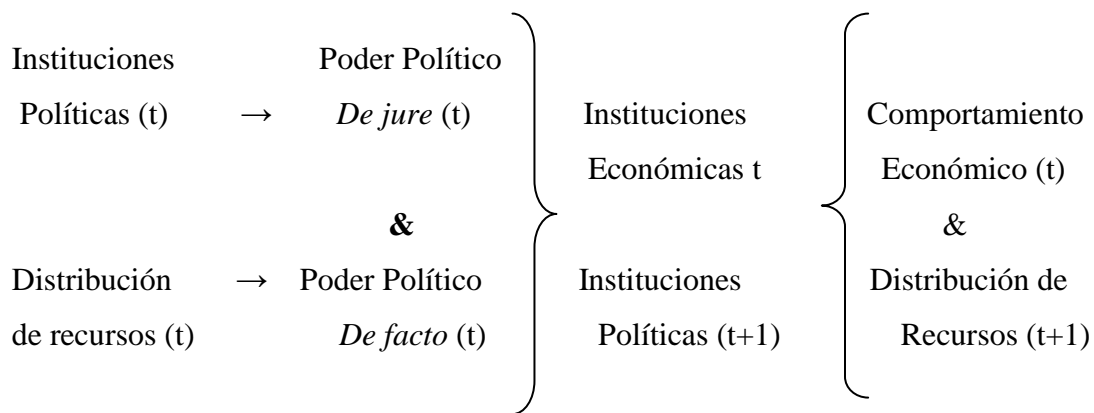 Instituciones Poder Político
Políticas (t) → De jure (t) Instituciones Comportamiento
Económicas t Económico (t)
& &
Distribución → Poder Político Instituciones Distribución de
de recursos (t) De facto (t) Políticas (t+1) Recursos (t+1)